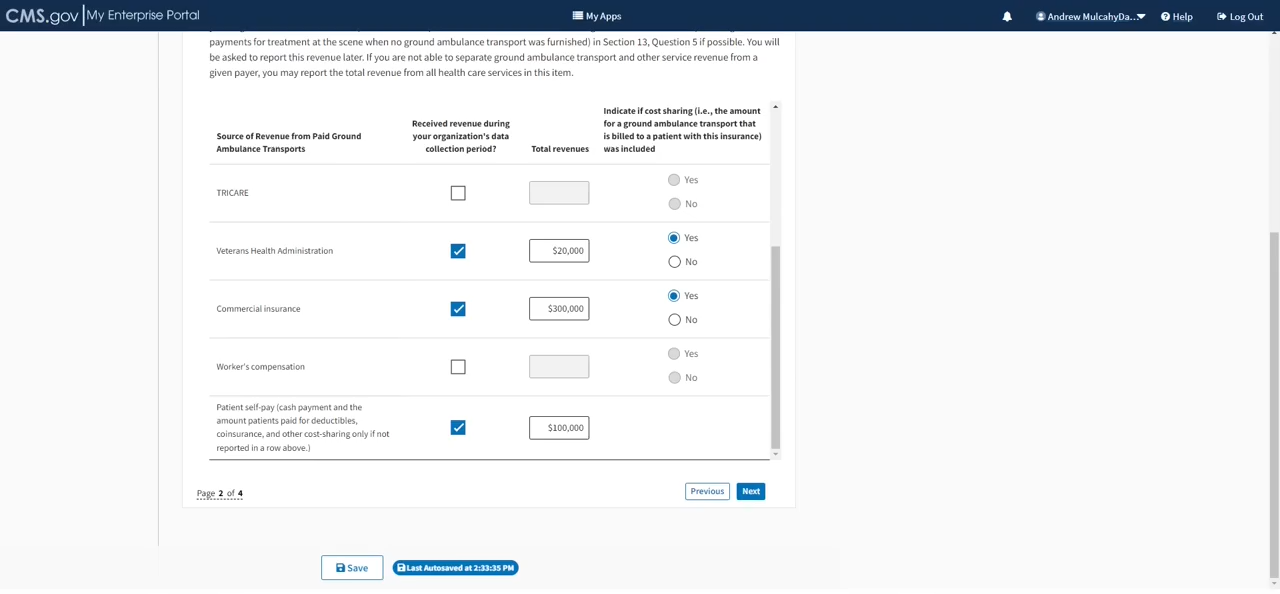 CMS.gov My Enterprise Portal
My Apps
Andrew MulcahyDa...
Help
Log Out
payments for treatment at the scene when no ground ambulance transport was furnished) in Section 13, Question 5 if possible. You will
be asked to report this revenue later. If you are not able to separate ground ambulance transport and other service revenue from a
given payer, you may report the total revenue from all health care services in this item.
Source of Revenue from Paid Ground
Ambulance Transports
Received revenue during
your organization's data
collection period?
Total revenues
Indicate if cost sharing (i.e., the amount
for a ground ambulance transport that
is billed to a patient with this insurance)
was included
TRICARE
Yes
No
Veterans Health Administration
$20,000
Yes
No
Commercial insurance
$300,000
Yes
No
Worker's compensation
Yes
No
Patient self-pay (cash payment and the
amount patients paid for deductibles,
coinsurance, and other cost-sharing only if not
reported in a row above.)
$100,000
Page 2 of 4
Previous
Next
Save
Last Autosaved at 2:33:35 PM